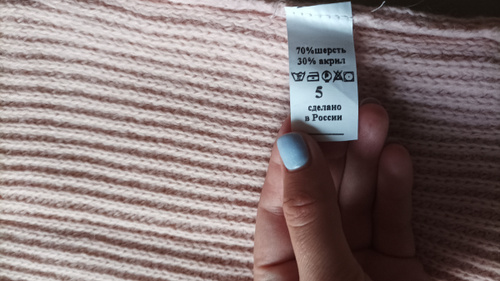 70%шерсть
30% акрил
5
сделано
в России